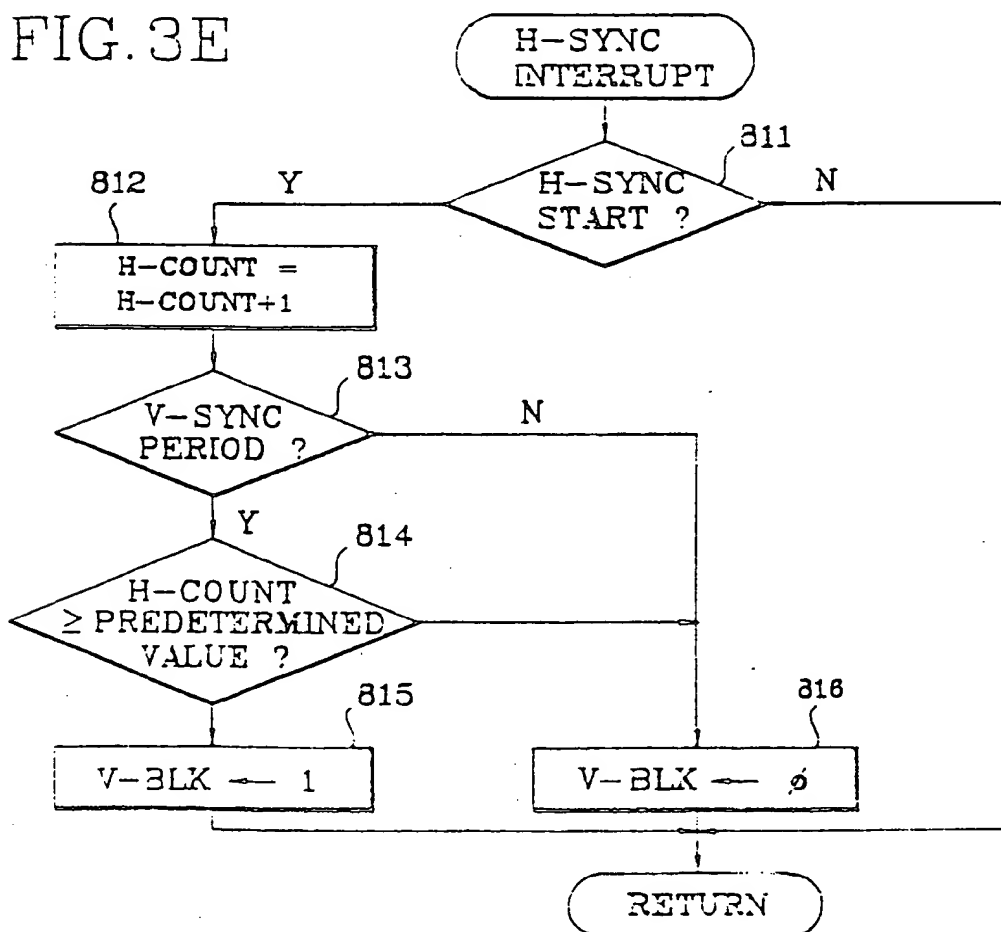 FIG. 3E
H-SYNC
INTERRUPT
811
H-SYNC
START ?
Y
N
812
H-COUNT =
H-COUNT+1
813
V-SYNC
PERIOD ?
N
Y
814
H-COUNT
≥ PREDETERMINED
VALUE ?
815
V-BLK ← 1
816
V-BLK ← ø
RETURN